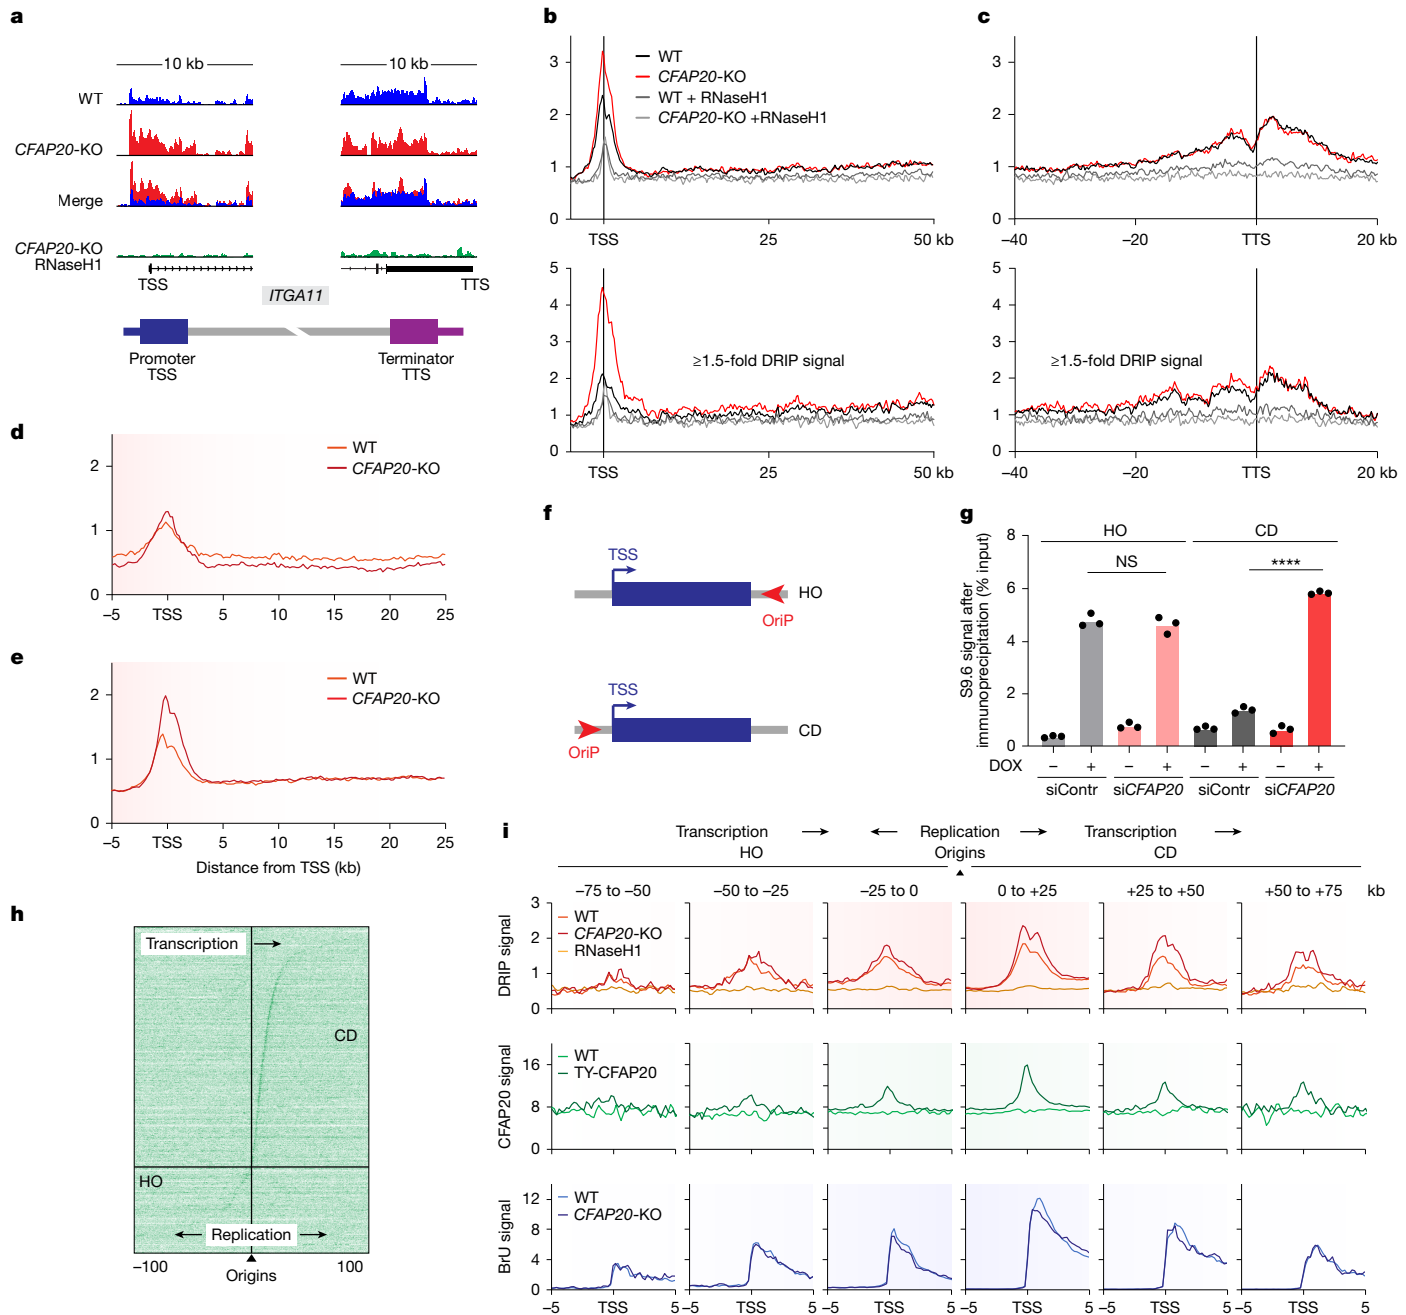 a
10 kb
10 kb
WT
CFAP20-KO
Merge
CFAP20-KO
RNaseH1
TSS
TTS
ITGA11
Promoter
TSS
Terminator
TTS
b
WT
CFAP20-KO
WT + RNaseH1
CFAP20-KO +RNaseH1
3
2
1
0
TSS
25
50 kb
5
4
3
2
1
0
≥1.5-fold DRIP signal
TSS
25
50 kb
c
3
2
1
0
–40
–20
TTS
20 kb
5
4
3
2
1
0
≥1.5-fold DRIP signal
–40
–20
TTS
20 kb
d
WT
CFAP20-KO
2
1
0
–5
TSS
5
10
15
20
25
e
WT
CFAP20-KO
2
1
0
–5
TSS
5
10
15
20
25
Distance from TSS (kb)
f
TSS
HO
OriP
TSS
CD
OriP
g
S9.6 signal after
immunoprecipitation (% input)
8
6
4
2
0
HO
CD
NS
****
DOX
– + – + – + – +
siContr
siCFAP20
siContr
siCFAP20
h
Transcription
CD
HO
Replication
–100
Origins
100
i
Transcription
Replication
Transcription
HO
Origins
CD
–75 to –50
–50 to –25
–25 to 0
0 to +25
+25 to +50
+50 to +75
kb
DRIP signal
3
2
1
0
WT
CFAP20-KO
RNaseH1
CFAP20 signal
16
8
0
WT
TY-CFAP20
BrU signal
12
8
4
0
WT
CFAP20-KO
–5
TSS
5
–5
TSS
5
–5
TSS
5
–5
TSS
5
–5
TSS
5
–5
TSS
5